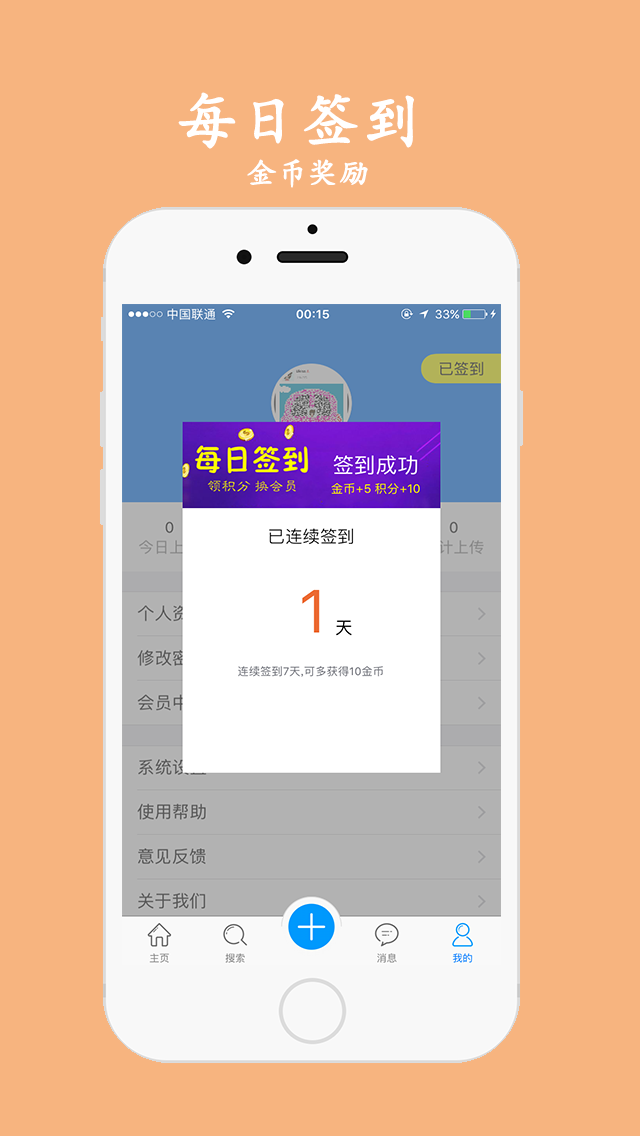 每日签到
金币奖励
中国联通 00:15 33%
已签到
每日签到 签到成功
领积分 换会员 金币+5 积分+10
0 0
今日上 计上传
已连续签到
1 天
连续签到7天,可多获得10金币
个人资
修改密
会员中
系统设置
使用帮助
意见反馈
关于我们
主页 搜索 消息 我的